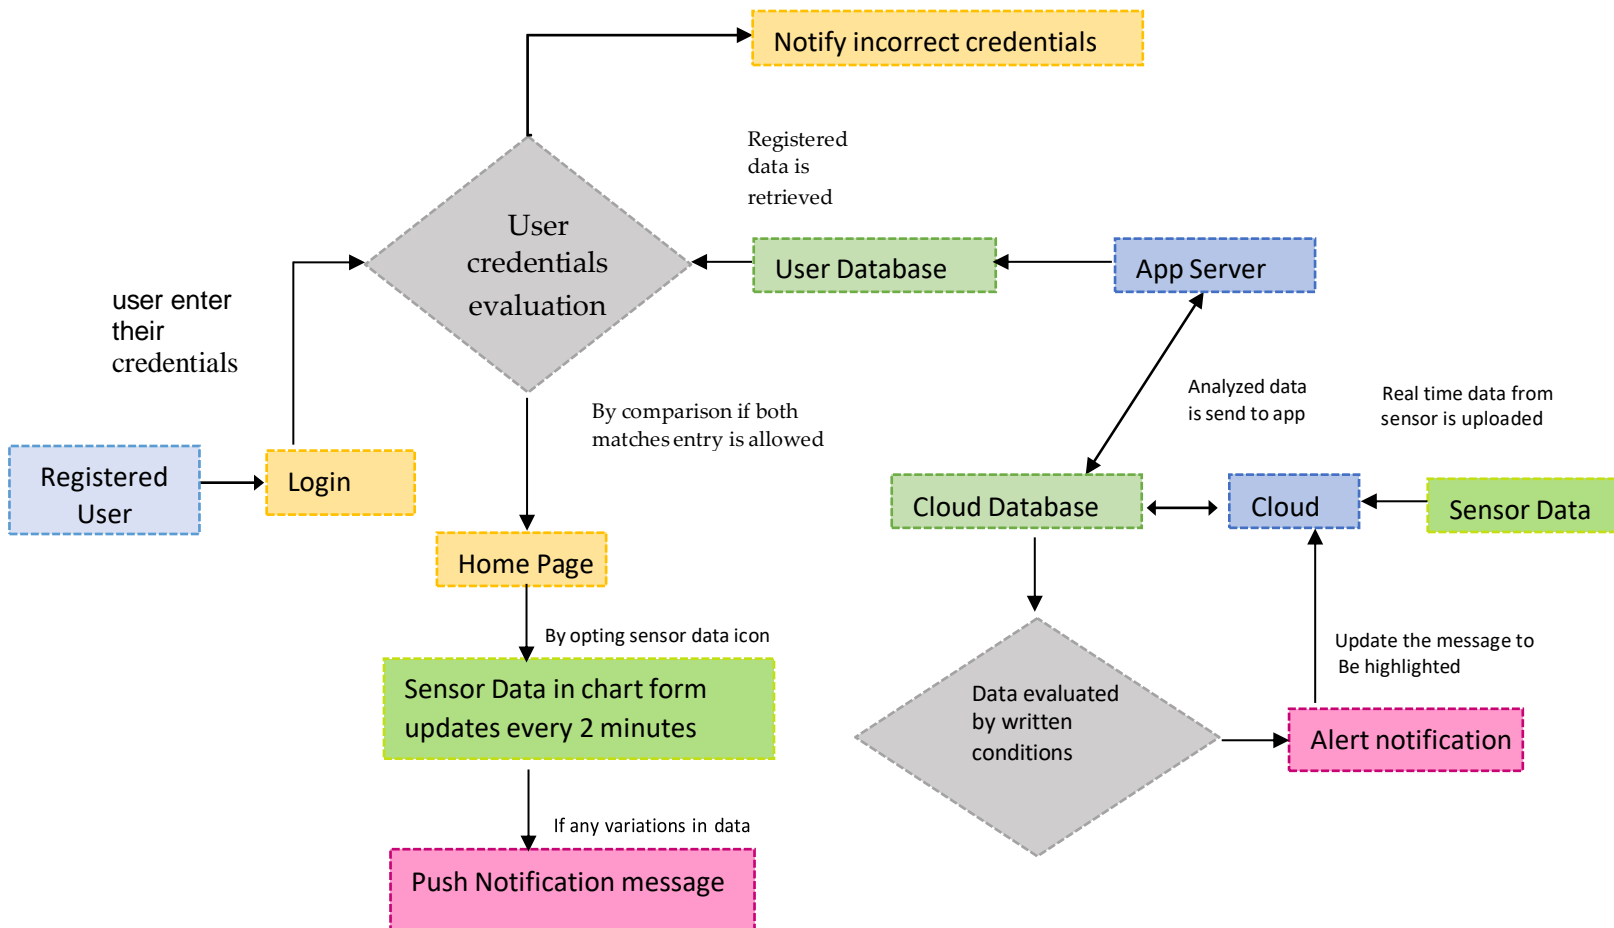 Notify incorrect credentials
Registered
data is
retrieved
User
credentials
evaluation
User Database
App Server
user enter
their
credentials
Analyzed data
is send to app
Real time data from
sensor is uploaded
By comparison if both
matches entry is allowed
Registered
User
Login
Cloud Database
Cloud
Sensor Data
Home Page
By opting sensor data icon
Update the message to
Be highlighted
Sensor Data in chart form
updates every 2 minutes
Data evaluated
by written
conditions
Alert notification
If any variations in data
Push Notification message